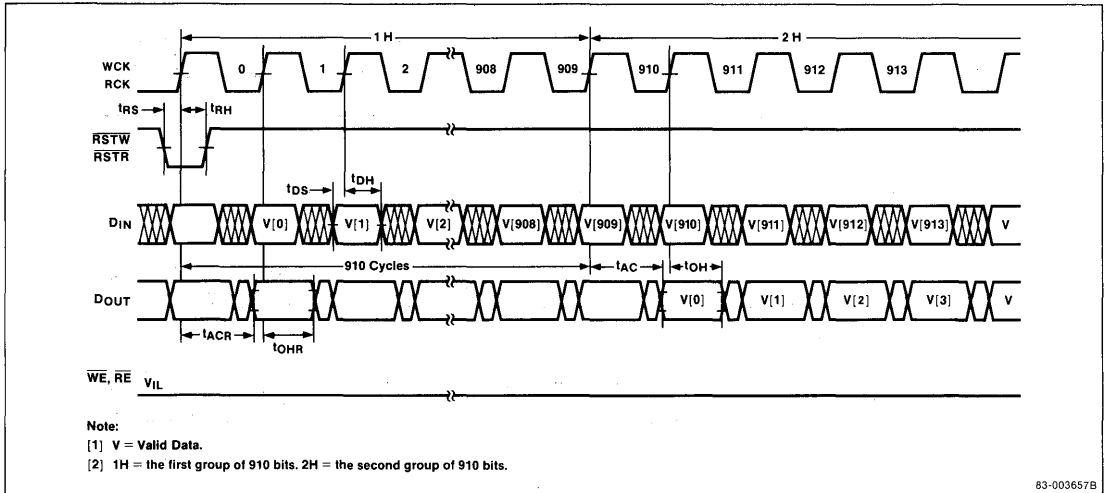 1 H 2 H
WCK
RCK
0 1 2 908 909 910 911 912 913
tRS tRH
RSTW
RSTR
tDS tDH
DIN V[0] V[1] V[2] V[908] V[909] V[910] V[911] V[912] V[913] V
910 Cycles tAC tOH
DOUT V[0] V[1] V[2] V[3] V
tACR tOHR
WE, RE VIL
Note:
[1] V = Valid Data.
[2] 1H = the first group of 910 bits. 2H = the second group of 910 bits.
83-003657B